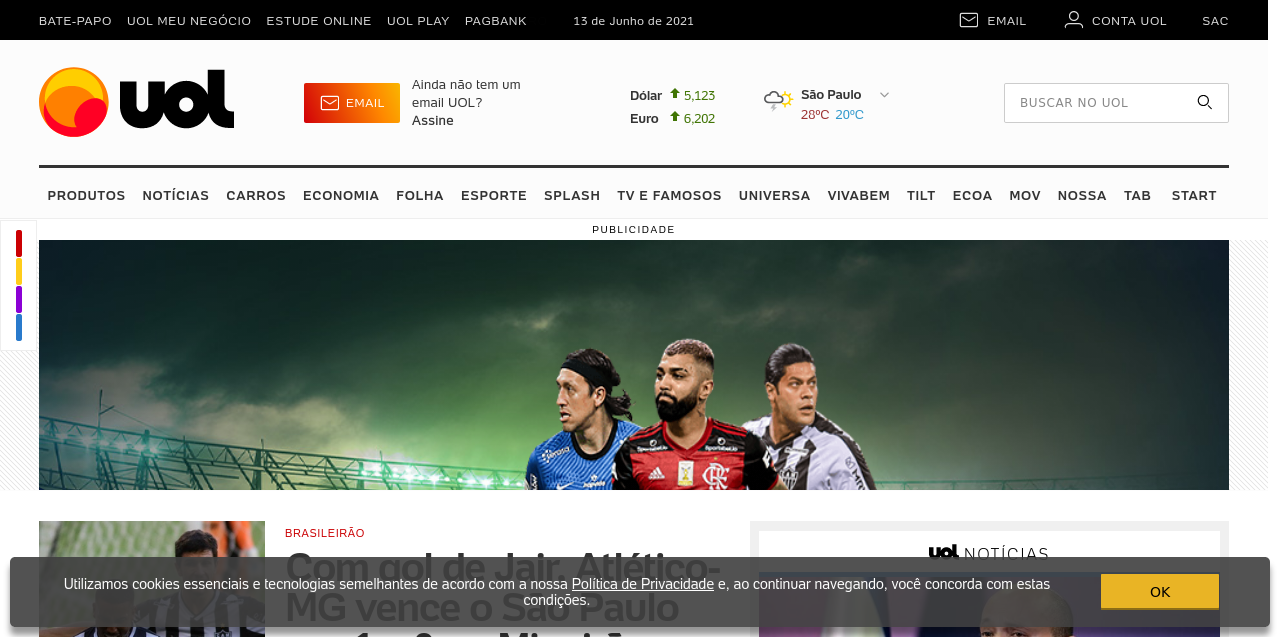 BATE-PAPO UOL MEU NEGÓCIO ESTUDE ONLINE UOL PLAY PAGBANK 13 de Junho de 2021 EMAIL CONTA UOL SAC
uol
EMAIL
Ainda não tem um
email UOL?
Assine
Dólar 5,123
Euro 6,202
São Paulo
28ºC 20ºC
BUSCAR NO UOL
PRODUTOS NOTÍCIAS CARROS ECONOMIA FOLHA ESPORTE SPLASH TV E FAMOSOS UNIVERSA VIVABEM TILT ECOA MOV NOSSA TAB START
PUBLICIDADE
BRASILEIRÃO
Com gol de Jair, Atlético-
MG vence o São Paulo
uol NOTÍCIAS
Utilizamos cookies essenciais e tecnologias semelhantes de acordo com a nossa Política de Privacidade e, ao continuar navegando, você concorda com estas
condições.
OK